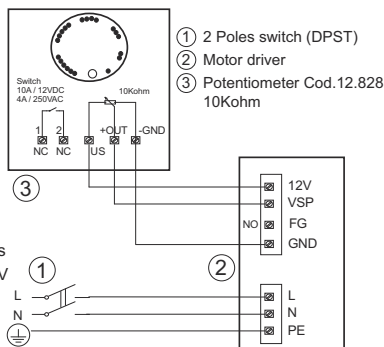 ① 2 Poles switch (DPST)
② Motor driver
③ Potentiometer Cod.12.828
10Kohm
Switch
10A / 12VDC
4A / 250VAC
10Kohm
1 2 +OUT -GND
NC NC US
③
12V
VSP
NO FG
GND
②
s
V
①
L L
N N
PE